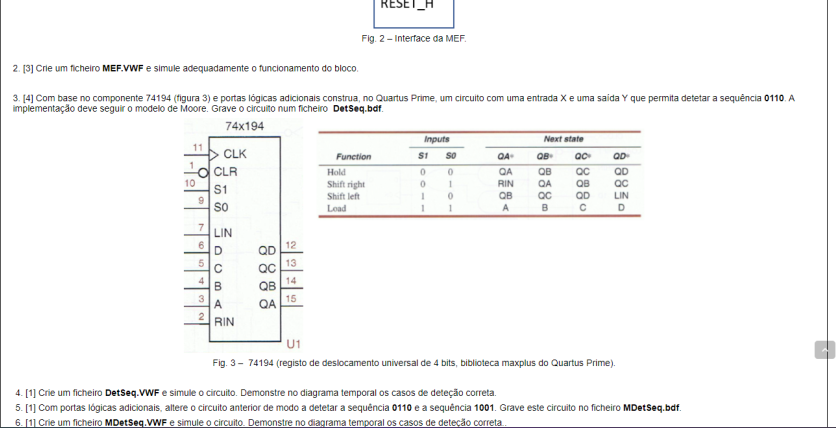 RESET_H
Fig. 2 – Interface da MEF.
2. [3] Crie um ficheiro MEF.VWF e simule adequadamente o funcionamento do bloco.
3. [4] Com base no componente 74194 (figura 3) e portas lógicas adicionais construa, no Quartus Prime, um circuito com uma entrada X e uma saída Y que permita detetar a sequência 0110. A
implementação deve seguir o modelo de Moore. Grave o circuito num ficheiro DetSeq.bdf.
74x194
11 CLK
1 CLR
10 S1
9 S0
7 LIN
6 D QD 12
5 C QC 13
4 B QB 14
3 A QA 15
2 RIN
U1
Inputs Next state
Function S1 S0 QA* QB* QC* QD*
Hold 0 0 QA QB QC QD
Shift right 0 1 RIN QA QB QC
Shift left 1 0 QB QC QD LIN
Load 1 1 A B C D
Fig. 3 – 74194 (registo de deslocamento universal de 4 bits, biblioteca maxplus do Quartus Prime).
4. [1] Crie um ficheiro DetSeq.VWF e simule o circuito. Demonstre no diagrama temporal os casos de deteção correta.
5. [1] Com portas lógicas adicionais, altere o circuito anterior de modo a detetar a sequência 0110 e a sequência 1001. Grave este circuito no ficheiro MDetSeq.bdf.
6. [1] Crie um ficheiro MDetSeq.VWF e simule o circuito. Demonstre no diagrama temporal os casos de deteção correta..